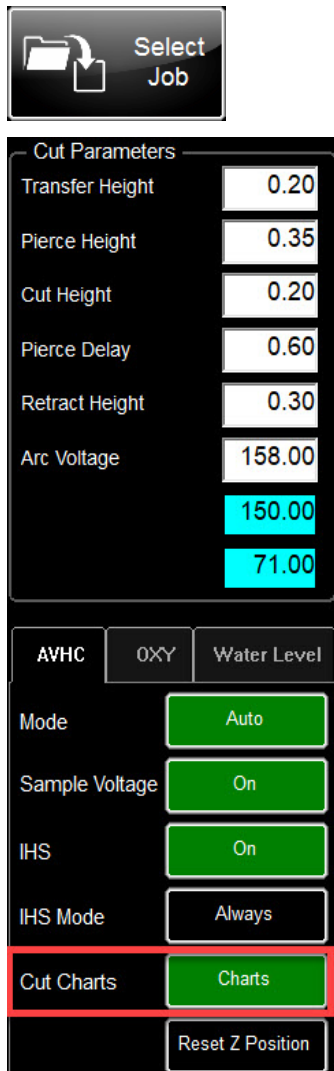 Select
Job
Cut Parameters
Transfer Height 0.20
Pierce Height 0.35
Cut Height 0.20
Pierce Delay 0.60
Retract Height 0.30
Arc Voltage 158.00
150.00
71.00
AVHC OXY Water Level
Mode Auto
Sample Voltage On
IHS On
IHS Mode Always
Cut Charts Charts
Reset Z Position